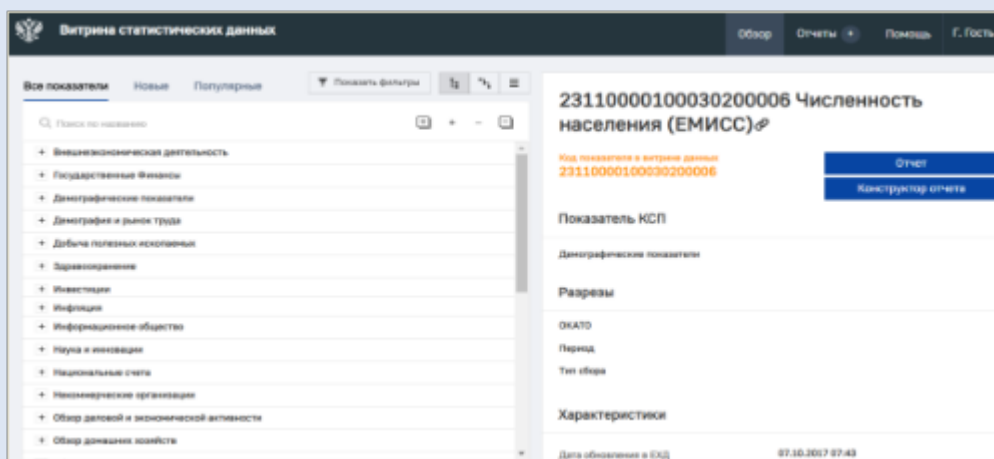 Витрина статистических данных
Обзор
Отчеты +
Помощь
Г. Гость
Все показатели
Новые
Популярные
Показать фильтры
Поиск по названию
+ Внешнеэкономическая деятельность
+ Государственные Финансы
+ Демографические показатели
+ Демография и рынок труда
+ Добыча полезных ископаемых
+ Здравоохранение
+ Инвестиции
+ Инфляция
+ Информационное общество
+ Наука и инновации
+ Национальные счета
+ Некоммерческие организации
+ Обзор деловой и экономической активности
+ Обзор домашних хозяйств
23110000100030200006 Численность
населения (ЕМИСС)
Код показателя в витрине данных
23110000100030200006
Отчет
Конструктор отчета
Показатель КСП
Демографические показатели
Разрезы
ОКАТО
Период
Тип сбора
Характеристики
Дата обновления в ЕХД
07.10.2017 07:43